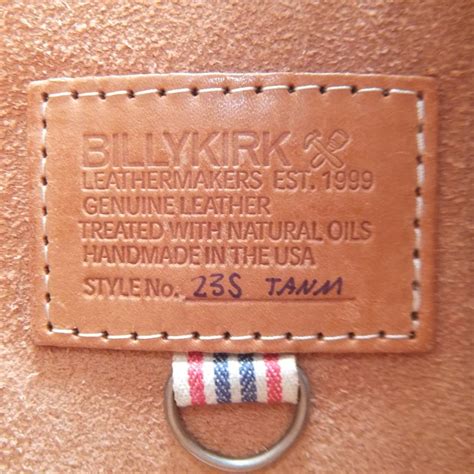 BILLYKIRK
LEATHERMAKERS EST. 1999
GENUINE LEATHER
TREATED WITH NATURAL OILS
HANDMADE IN THE USA
STYLE No. 235 TANM